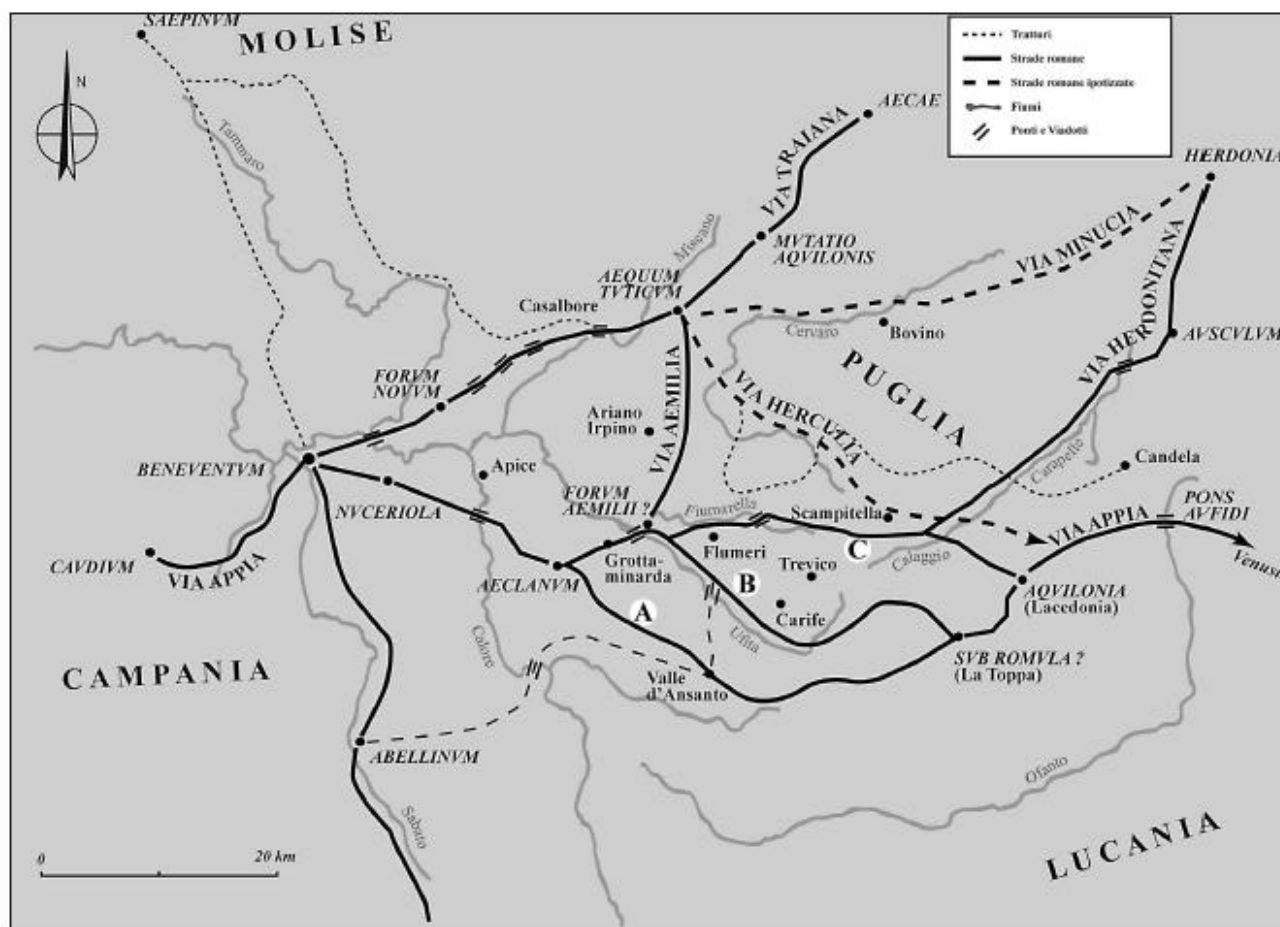 SAEPINVM
MOLISE
Tratturi
Strade romane
Strade romane ipotizzate
Fiumi
Ponti e Viadotti
N
Tammaro
AECAE
VIA TRAIANA
HERDONIA
Miscano
MVTATIO
AQVILONIS
VIA MINUCIA
AEQUUM
TVTICVM
Casalbore
Cervaro
Bovino
VIA HERDONITANA
AVSCVLVM
PUGLIA
FORVM
NOVVM
VIA AEMILIA
VIA HERCULIA
Ariano
Irpino
BENEVENTVM
Apice
Carapelle
Candela
NVCERIOLA
FORVM
AEMILII ?
Fiumarella
Scampitella
PONS
AVFIDI
VIA APPIA
Venusia
CAVDIVM
VIA APPIA
AECLANVM
Grotta-
minarda
Flumeri
C
Calaggio
Trevico
B
AQVILONIA
(Lacedonia)
A
Carife
Ufita
CAMPANIA
Calore
Valle
d'Ansanto
SVB ROMVLA ?
(La Toppa)
ABELLINVM
Ofanto
Sabato
LUCANIA
0
20 km